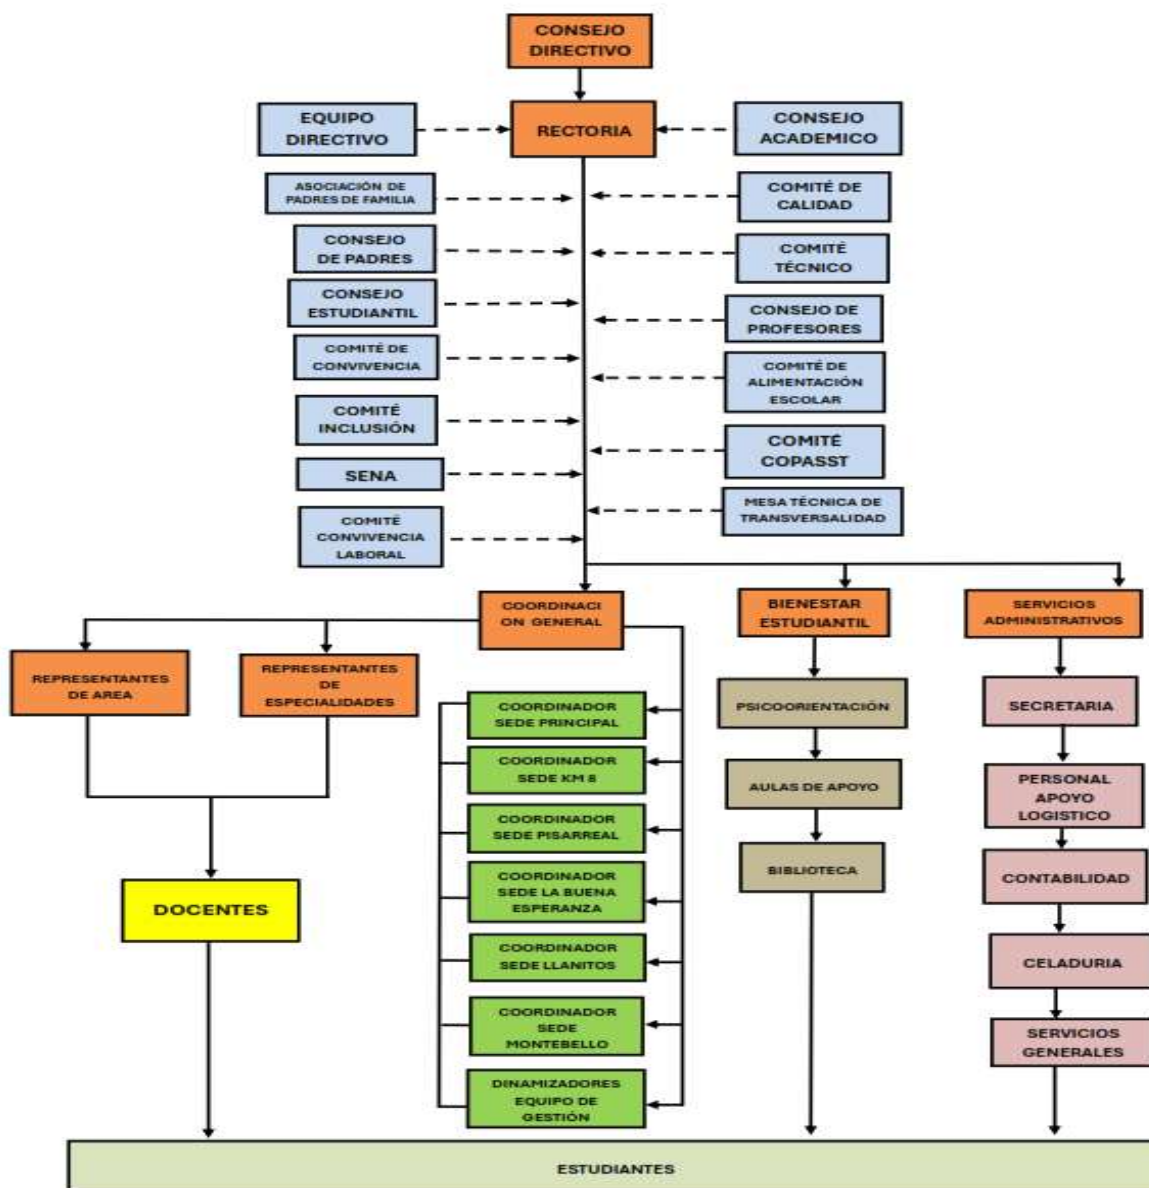 CONSEJO
DIRECTIVO
EQUIPO
DIRECTIVO
RECTORIA
CONSEJO
ACADEMICO
ASOCIACIÓN DE
PADRES DE FAMILIA
COMITÉ DE
CALIDAD
CONSEJO
DE PADRES
COMITÉ
TÉCNICO
CONSEJO
ESTUDIANTIL
CONSEJO DE
PROFESORES
COMITÉ DE
CONVIVENCIA
COMITÉ DE
ALIMENTACIÓN
ESCOLAR
COMITÉ
INCLUSIÓN
COMITÉ
COPASST
SENA
MESA TÉCNICA DE
TRANSVERSALIDAD
COMITÉ
CONVIVENCIA
LABORAL
COORDINACI
ON GENERAL
BIENESTAR
ESTUDIANTIL
SERVICIOS
ADMINISTRATIVOS
REPRESENTANTES
DE AREA
REPRESENTANTES
DE
ESPECIALIDADES
COORDINADOR
SEDE PRINCIPAL
PSICOORIENTACIÓN
SECRETARIA
COORDINADOR
SEDE KM 8
AULAS DE APOYO
PERSONAL
APOYO
LOGISTICO
COORDINADOR
SEDE PISARREAL
COORDINADOR
SEDE LA BUENA
ESPERANZA
BIBLIOTECA
CONTABILIDAD
DOCENTES
COORDINADOR
SEDE LLANITOS
CELADURIA
COORDINADOR
SEDE
MONTEBELLO
SERVICIOS
GENERALES
DINAMIZADORES
EQUIPO DE
GESTIÓN
ESTUDIANTES